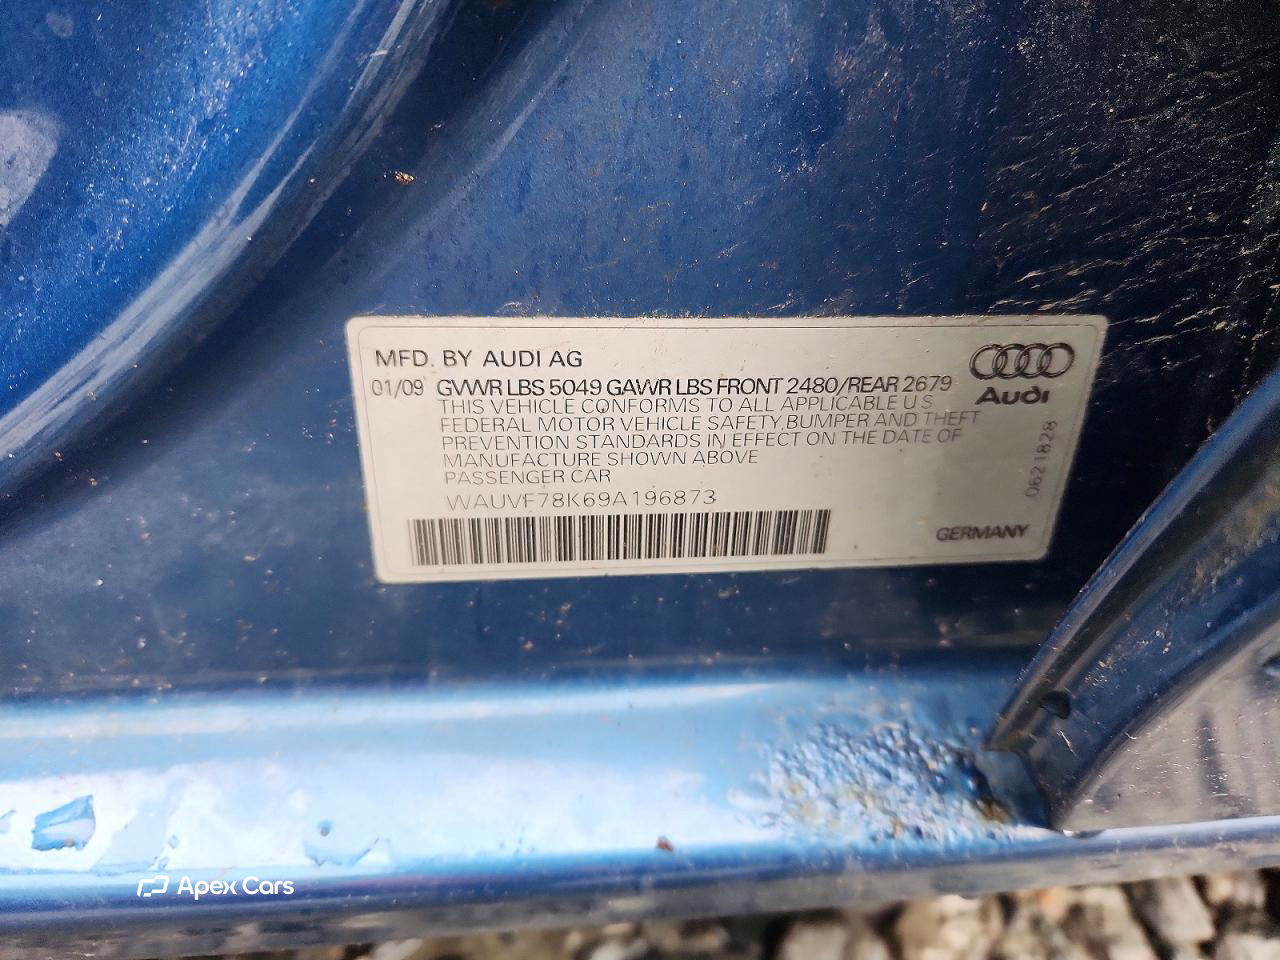 MFD. BY AUDI AG
01/09 GVWR LBS 5049 GAWR LBS FRONT 2480/REAR 2679
THIS VEHICLE CONFORMS TO ALL APPLICABLE U S
FEDERAL MOTOR VEHICLE SAFETY,BUMPER AND THEFT
PREVENTION STANDARDS IN EFFECT ON THE DATE OF
MANUFACTURE SHOWN ABOVE
PASSENGER CAR
WAUVF78K69A196873
Audi
0621828
GERMANY
Apex Cars